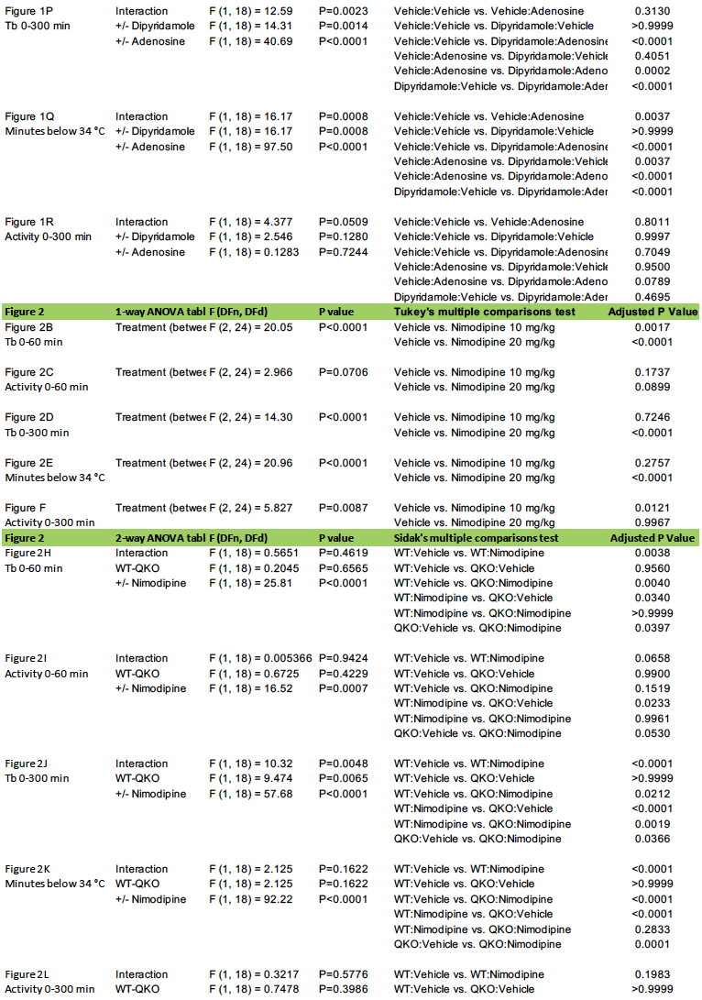 Figure 1P Interaction F (1, 18) = 12.59 P=0.0023 Vehicle:Vehicle vs. Vehicle:Adenosine 0.3130
Tb 0-300 min +/- Dipyridamole F (1, 18) = 14.31 P=0.0014 Vehicle:Vehicle vs. Dipyridamole:Vehicle >0.9999
+/- Adenosine F (1, 18) = 40.69 P<0.0001 Vehicle:Vehicle vs. Dipyridamole:Adenosine <0.0001
Vehicle:Adenosine vs. Dipyridamole:Vehicle 0.4051
Vehicle:Adenosine vs. Dipyridamole:Adeno 0.0002
Dipyridamole:Vehicle vs. Dipyridamole:Ader <0.0001
Figure 1Q Interaction F (1, 18) = 16.17 P=0.0008 Vehicle:Vehicle vs. Vehicle:Adenosine 0.0037
Minutes below 34 °C +/- Dipyridamole F (1, 18) = 16.17 P=0.0008 Vehicle:Vehicle vs. Dipyridamole:Vehicle >0.9999
+/- Adenosine F (1, 18) = 97.50 P<0.0001 Vehicle:Vehicle vs. Dipyridamole:Adenosine <0.0001
Vehicle:Adenosine vs. Dipyridamole:Vehicle 0.0037
Vehicle:Adenosine vs. Dipyridamole:Adeno <0.0001
Dipyridamole:Vehicle vs. Dipyridamole:Ader <0.0001
Figure 1R Interaction F (1, 18) = 4.377 P=0.0509 Vehicle:Vehicle vs. Vehicle:Adenosine 0.8011
Activity 0-300 min +/- Dipyridamole F (1, 18) = 2.546 P=0.1280 Vehicle:Vehicle vs. Dipyridamole:Vehicle 0.9997
+/- Adenosine F (1, 18) = 0.1283 P=0.7244 Vehicle:Vehicle vs. Dipyridamole:Adenosine 0.7049
Vehicle:Adenosine vs. Dipyridamole:Vehicle 0.9500
Vehicle:Adenosine vs. Dipyridamole:Adeno 0.0789
Dipyridamole:Vehicle vs. Dipyridamole:Ader 0.4695
Figure 2 1-way ANOVA tabl F (DFn, DFd) P value Tukey's multiple comparisons test Adjusted P Value
Figure 2B Treatment (betwee F (2, 24) = 20.05 P<0.0001 Vehicle vs. Nimodipine 10 mg/kg 0.0017
Tb 0-60 min Vehicle vs. Nimodipine 20 mg/kg <0.0001
Figure 2C Treatment (betwee F (2, 24) = 2.966 P=0.0706 Vehicle vs. Nimodipine 10 mg/kg 0.1737
Activity 0-60 min Vehicle vs. Nimodipine 20 mg/kg 0.0899
Figure 2D Treatment (betwee F (2, 24) = 14.30 P<0.0001 Vehicle vs. Nimodipine 10 mg/kg 0.7246
Tb 0-300 min Vehicle vs. Nimodipine 20 mg/kg <0.0001
Figure 2E Treatment (betwee F (2, 24) = 20.96 P<0.0001 Vehicle vs. Nimodipine 10 mg/kg 0.2757
Minutes below 34 °C Vehicle vs. Nimodipine 20 mg/kg <0.0001
Figure F Treatment (betwee F (2, 24) = 5.827 P=0.0087 Vehicle vs. Nimodipine 10 mg/kg 0.0121
Activity 0-300 min Vehicle vs. Nimodipine 20 mg/kg 0.9967
Figure 2 2-way ANOVA tabl F (DFn, DFd) P value Sidak's multiple comparisons test Adjusted P Value
Figure 2H Interaction F (1, 18) = 0.5651 P=0.4619 WT:Vehicle vs. WT:Nimodipine 0.0038
Tb 0-60 min WT-QKO F (1, 18) = 0.2045 P=0.6565 WT:Vehicle vs. QKO:Vehicle 0.9560
+/- Nimodipine F (1, 18) = 25.81 P<0.0001 WT:Vehicle vs. QKO:Nimodipine 0.0040
WT:Nimodipine vs. QKO:Vehicle 0.0340
WT:Nimodipine vs. QKO:Nimodipine >0.9999
QKO:Vehicle vs. QKO:Nimodipine 0.0397
Figure 2I Interaction F (1, 18) = 0.005366 P=0.9424 WT:Vehicle vs. WT:Nimodipine 0.0658
Activity 0-60 min WT-QKO F (1, 18) = 0.6725 P=0.4229 WT:Vehicle vs. QKO:Vehicle 0.9900
+/- Nimodipine F (1, 18) = 16.52 P=0.0007 WT:Vehicle vs. QKO:Nimodipine 0.1519
WT:Nimodipine vs. QKO:Vehicle 0.0233
WT:Nimodipine vs. QKO:Nimodipine 0.9961
QKO:Vehicle vs. QKO:Nimodipine 0.0530
Figure 2J Interaction F (1, 18) = 10.32 P=0.0048 WT:Vehicle vs. WT:Nimodipine <0.0001
Tb 0-300 min WT-QKO F (1, 18) = 9.474 P=0.0065 WT:Vehicle vs. QKO:Vehicle >0.9999
+/- Nimodipine F (1, 18) = 57.68 P<0.0001 WT:Vehicle vs. QKO:Nimodipine 0.0212
WT:Nimodipine vs. QKO:Vehicle <0.0001
WT:Nimodipine vs. QKO:Nimodipine 0.0019
QKO:Vehicle vs. QKO:Nimodipine 0.0366
Figure 2K Interaction F (1, 18) = 2.125 P=0.1622 WT:Vehicle vs. WT:Nimodipine <0.0001
Minutes below 34 °C WT-QKO F (1, 18) = 2.125 P=0.1622 WT:Vehicle vs. QKO:Vehicle >0.9999
+/- Nimodipine F (1, 18) = 92.22 P<0.0001 WT:Vehicle vs. QKO:Nimodipine <0.0001
WT:Nimodipine vs. QKO:Vehicle <0.0001
WT:Nimodipine vs. QKO:Nimodipine 0.2833
QKO:Vehicle vs. QKO:Nimodipine 0.0001
Figure 2L Interaction F (1, 18) = 0.3217 P=0.5776 WT:Vehicle vs. WT:Nimodipine 0.1983
Activity 0-300 min WT-QKO F (1, 18) = 0.7478 P=0.3986 WT:Vehicle vs. QKO:Vehicle >0.9999